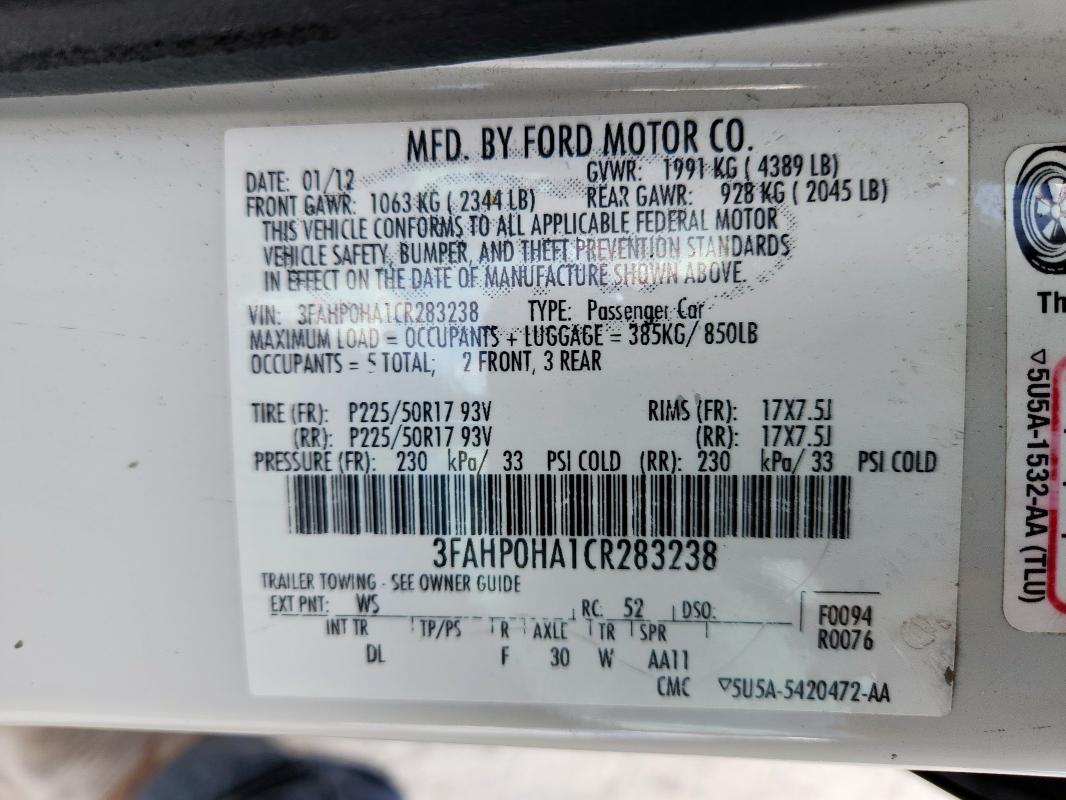 MFD. BY FORD MOTOR CO.
DATE: 01/12 GVWR: 1991 KG ( 4389 LB)
FRONT GAWR: 1063 KG ( 2344 LB) REAR GAWR: 928 KG ( 2045 LB)
THIS VEHICLE CONFORMS TO ALL APPLICABLE FEDERAL MOTOR
VEHICLE SAFETY, BUMPER, AND THEFT PREVENTION STANDARDS
IN EFFECT ON THE DATE OF MANUFACTURE SHOWN ABOVE.
VIN: 3FAHP0HA1CR283238 TYPE: Passenger Car
MAXIMUM LOAD = OCCUPANTS + LUGGAGE = 385KG/ 850LB
OCCUPANTS = 5 TOTAL; 2 FRONT, 3 REAR
TIRE (FR): P225/50R17 93V RIMS (FR): 17X7.5J
(RR): P225/50R17 93V (RR): 17X7.5J
PRESSURE (FR): 230 kPa/ 33 PSI COLD (RR): 230 kPa/ 33 PSI COLD
3FAHP0HA1CR283238
TRAILER TOWING - SEE OWNER GUIDE
EXT PNT: WS RC: 52 DSO: F0094
INT TR TP/PS R AXLE TR SPR R0076
DL F 30 W AA11
CMC ▽5U5A-5420472-AA
Th
▽5U5A-1532-AA (TLU)